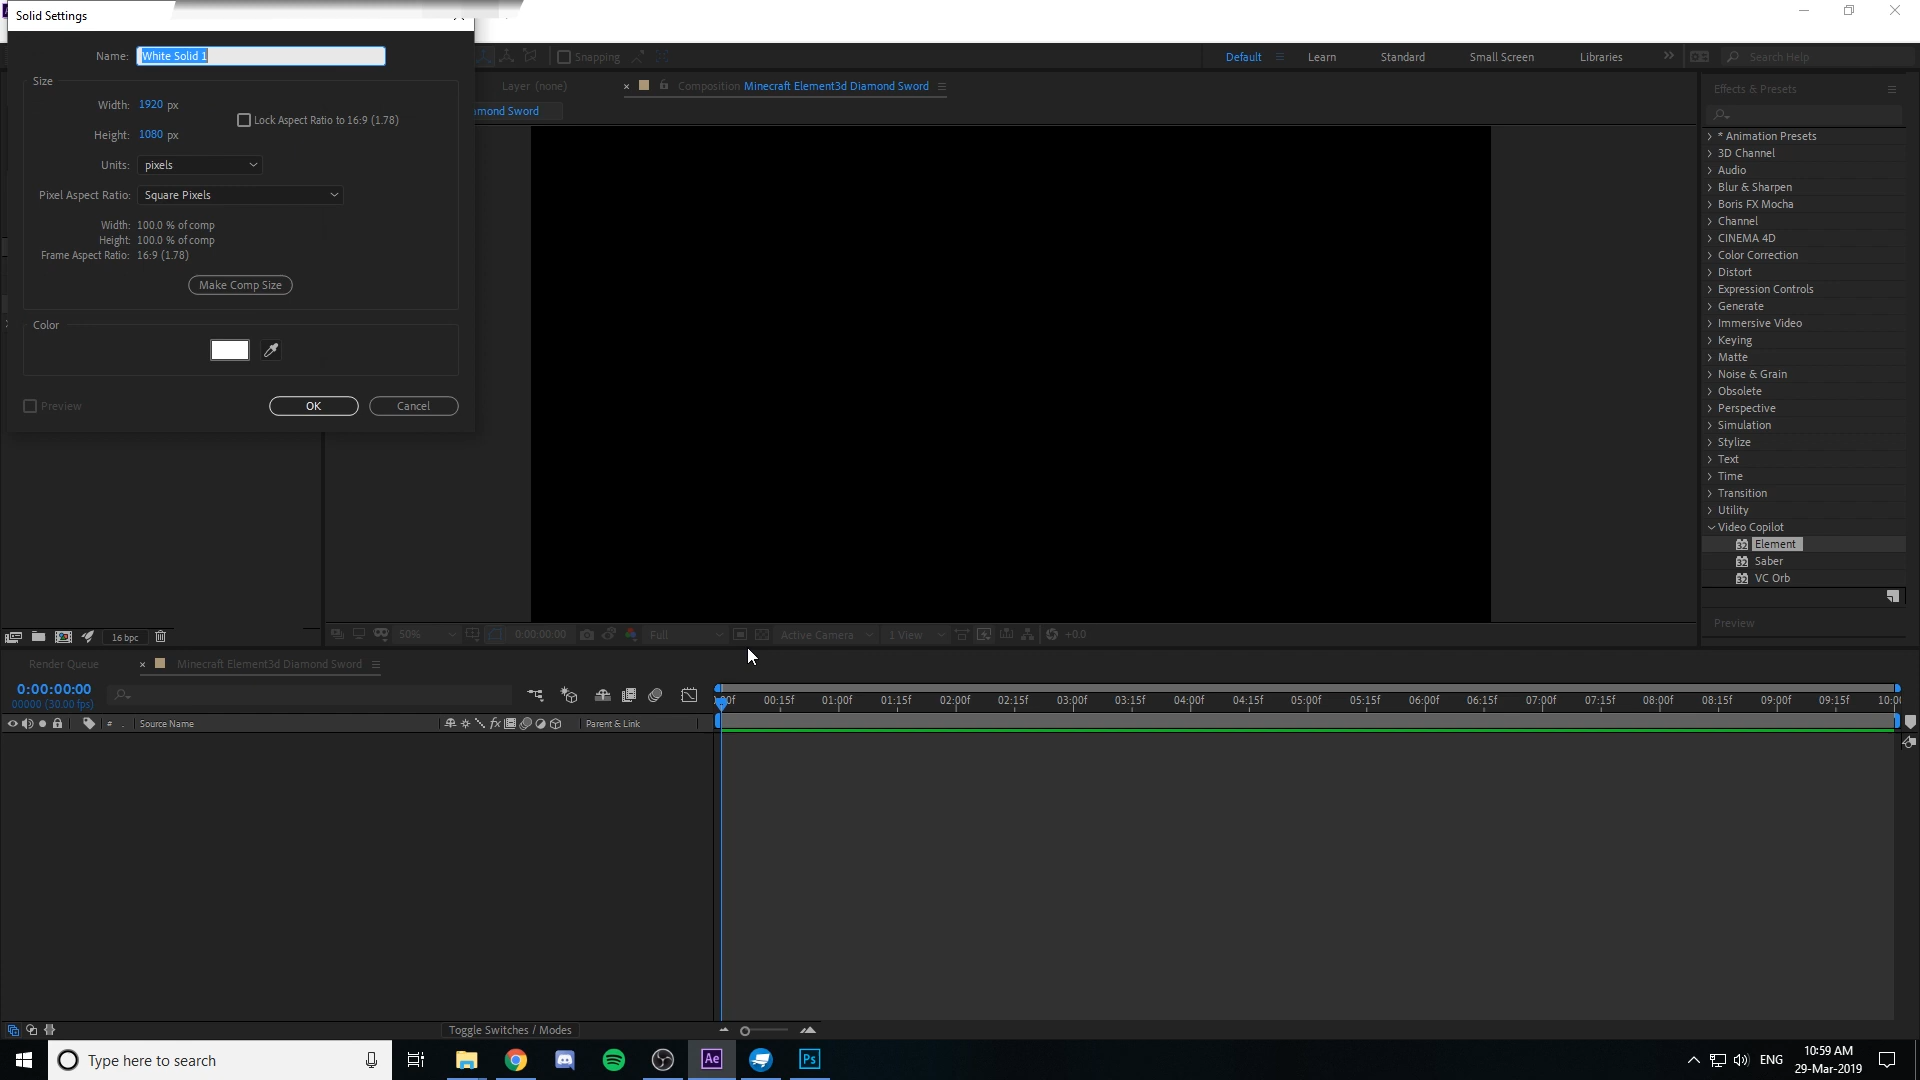 Solid Settings
Name: White Solid 1
Size
Width: 1920 px
Lock Aspect Ratio to 16:9 (1.78)
Height: 1080 px
Units: pixels
Pixel Aspect Ratio: Square Pixels
Width: 100.0 % of comp
Height: 100.0 % of comp
Frame Aspect Ratio: 16:9 (1.78)
Make Comp Size
Color
Preview
OK
Cancel
Snapping
Default
Learn
Standard
Small Screen
Libraries
Search Help
Layer (none)
Composition Minecraft Element3d Diamond Sword
mond Sword
Effects & Presets
* Animation Presets
3D Channel
Audio
Blur & Sharpen
Boris FX Mocha
Channel
CINEMA 4D
Color Correction
Distort
Expression Controls
Generate
Immersive Video
Keying
Matte
Noise & Grain
Obsolete
Perspective
Simulation
Stylize
Text
Time
Transition
Utility
Video Copilot
32 Element
32 Saber
32 VC Orb
Preview
16 bpc
50%
0:00:00:00
Full
Active Camera
1 View
+0.0
Render Queue
Minecraft Element3d Diamond Sword
0:00:00:00
00000 (30.00 fps)
00:15f 01:00f 01:15f 02:00f 02:15f 03:00f 03:15f 04:00f 04:15f 05:00f 05:15f 06:00f 06:15f 07:00f 07:15f 08:00f 08:15f 09:00f 09:15f
# . Source Name
fx
Parent & Link
Toggle Switches / Modes
Type here to search
Ae
Ps
ENG
10:59 AM
29-Mar-2019